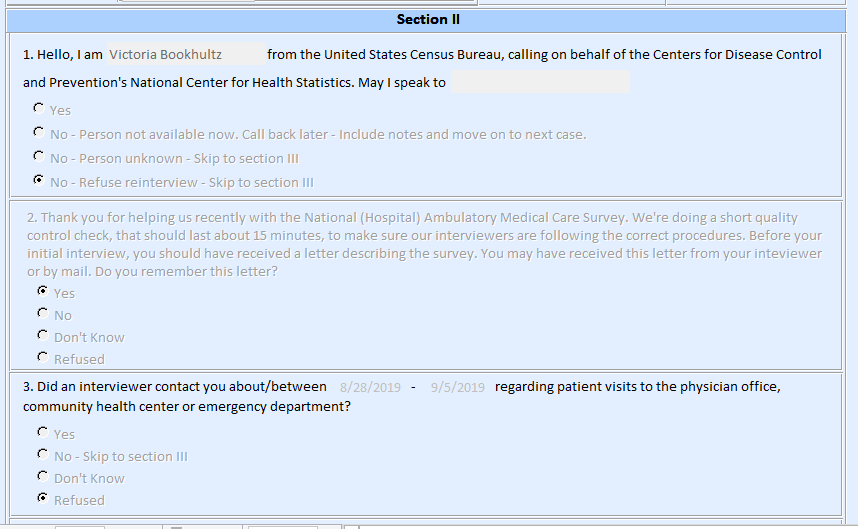 Section II
1. Hello, I am Victoria Bookhultz from the United States Census Bureau, calling on behalf of the Centers for Disease Control
and Prevention's National Center for Health Statistics. May I speak to
Yes
No - Person not available now. Call back later - Include notes and move on to next case.
No - Person unknown - Skip to section III
No - Refuse reinterview - Skip to section III
2. Thank you for helping us recently with the National (Hospital) Ambulatory Medical Care Survey. We're doing a short quality
control check, that should last about 15 minutes, to make sure our interviewers are following the correct procedures. Before your
initial interview, you should have received a letter describing the survey. You may have received this letter from your inteviewer
or by mail. Do you remember this letter?
Yes
No
Don't Know
Refused
3. Did an interviewer contact you about/between 8/28/2019 - 9/5/2019 regarding patient visits to the physician office,
community health center or emergency department?
Yes
No - Skip to section III
Don't Know
Refused